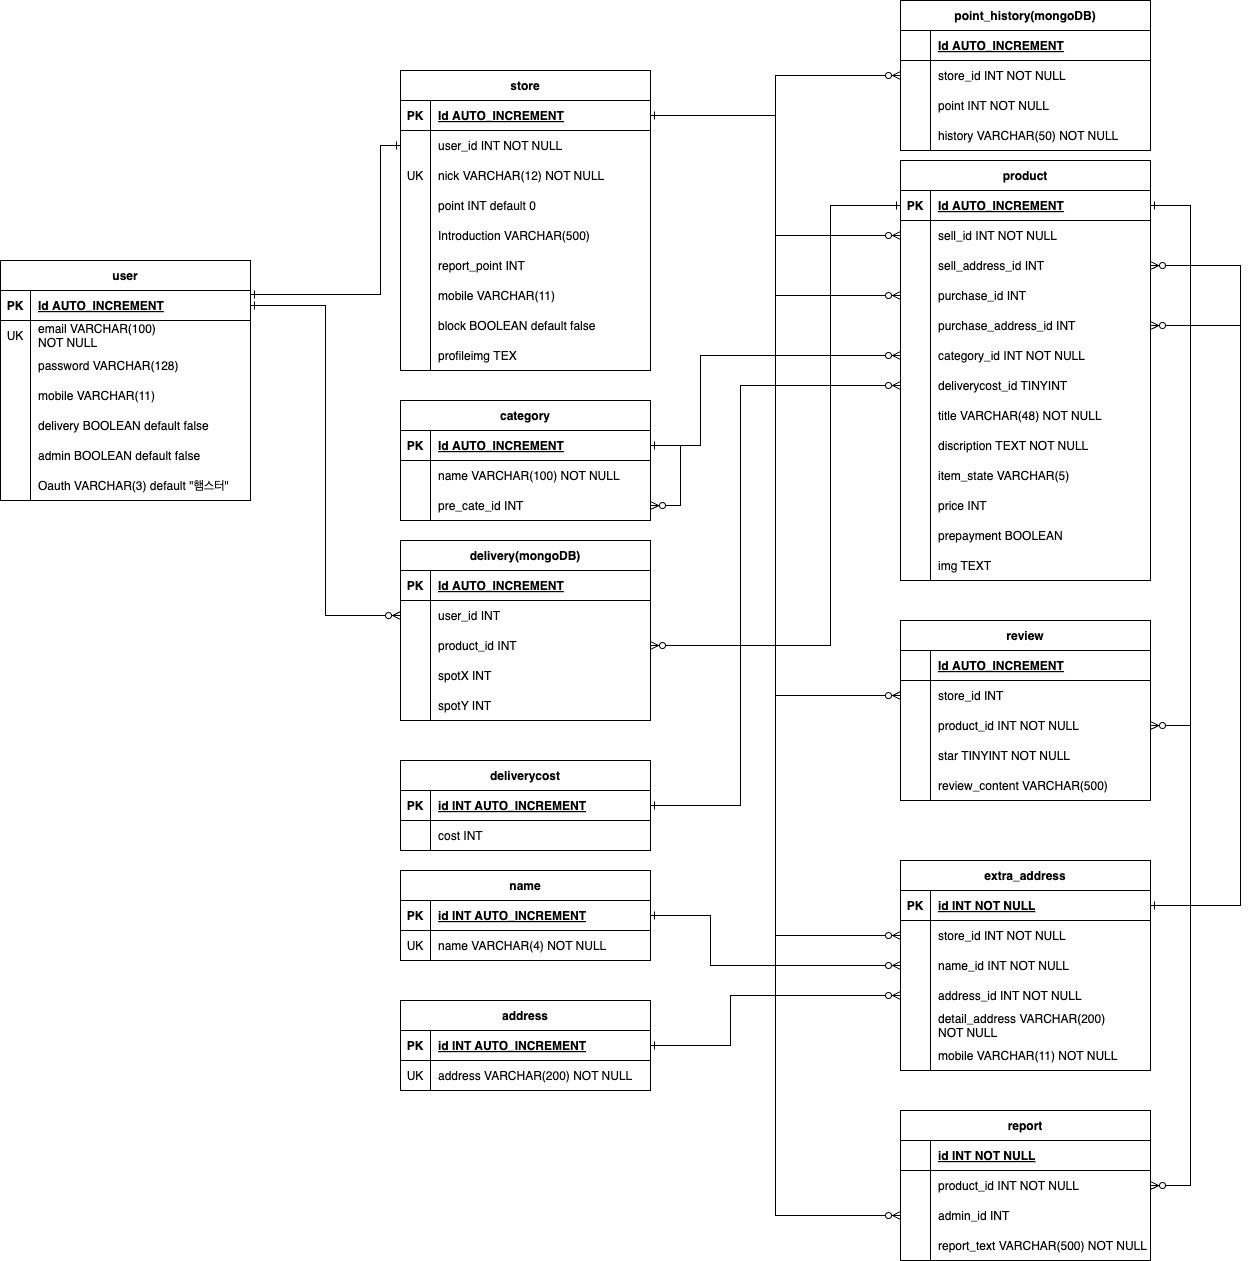 user
PK Id AUTO_INCREMENT
UK email VARCHAR(100)
NOT NULL
password VARCHAR(128)
mobile VARCHAR(11)
delivery BOOLEAN default false
admin BOOLEAN default false
Oauth VARCHAR(3) default "햄스터"
store
PK Id AUTO_INCREMENT
user_id INT NOT NULL
UK nick VARCHAR(12) NOT NULL
point INT default 0
Introduction VARCHAR(500)
report_point INT
mobile VARCHAR(11)
block BOOLEAN default false
profileimg TEX
category
PK Id AUTO_INCREMENT
name VARCHAR(100) NOT NULL
pre_cate_id INT
delivery(mongoDB)
PK Id AUTO_INCREMENT
user_id INT
product_id INT
spotX INT
spotY INT
deliverycost
PK id INT AUTO_INCREMENT
cost INT
name
PK id INT AUTO_INCREMENT
UK name VARCHAR(4) NOT NULL
address
PK id INT AUTO_INCREMENT
UK address VARCHAR(200) NOT NULL
point_history(mongoDB)
Id AUTO_INCREMENT
store_id INT NOT NULL
point INT NOT NULL
history VARCHAR(50) NOT NULL
product
PK Id AUTO_INCREMENT
sell_id INT NOT NULL
sell_address_id INT
purchase_id INT
purchase_address_id INT
category_id INT NOT NULL
deliverycost_id TINYINT
title VARCHAR(48) NOT NULL
discription TEXT NOT NULL
item_state VARCHAR(5)
price INT
prepayment BOOLEAN
img TEXT
review
Id AUTO_INCREMENT
store_id INT
product_id INT NOT NULL
star TINYINT NOT NULL
review_content VARCHAR(500)
extra_address
PK id INT NOT NULL
store_id INT NOT NULL
name_id INT NOT NULL
address_id INT NOT NULL
detail_address VARCHAR(200)
NOT NULL
mobile VARCHAR(11) NOT NULL
report
id INT NOT NULL
product_id INT NOT NULL
admin_id INT
report_text VARCHAR(500) NOT NULL